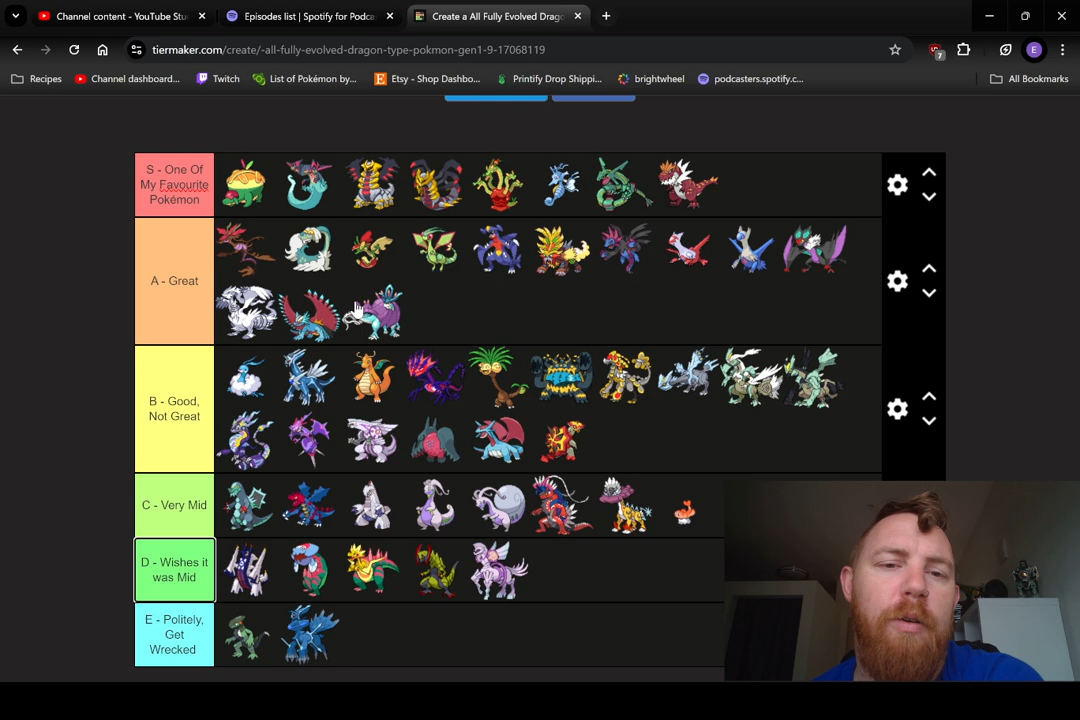 Channel content - YouTube Stu
Episodes list | Spotify for Podca
Create a All Fully Evolved Drago
tiermaker.com/create/-all-fully-evolved-dragon-type-pokmon-gen1-9-17068119
7
E
Recipes
Channel dashboard...
Twitch
List of Pokémon by...
Etsy - Shop Dashbo...
Printify Drop Shippi...
brightwheel
podcasters.spotify.c...
All Bookmarks
S - One Of
My Favourite
Pokémon
A - Great
B - Good,
Not Great
C - Very Mid
D - Wishes it
was Mid
E - Politely,
Get
Wrecked